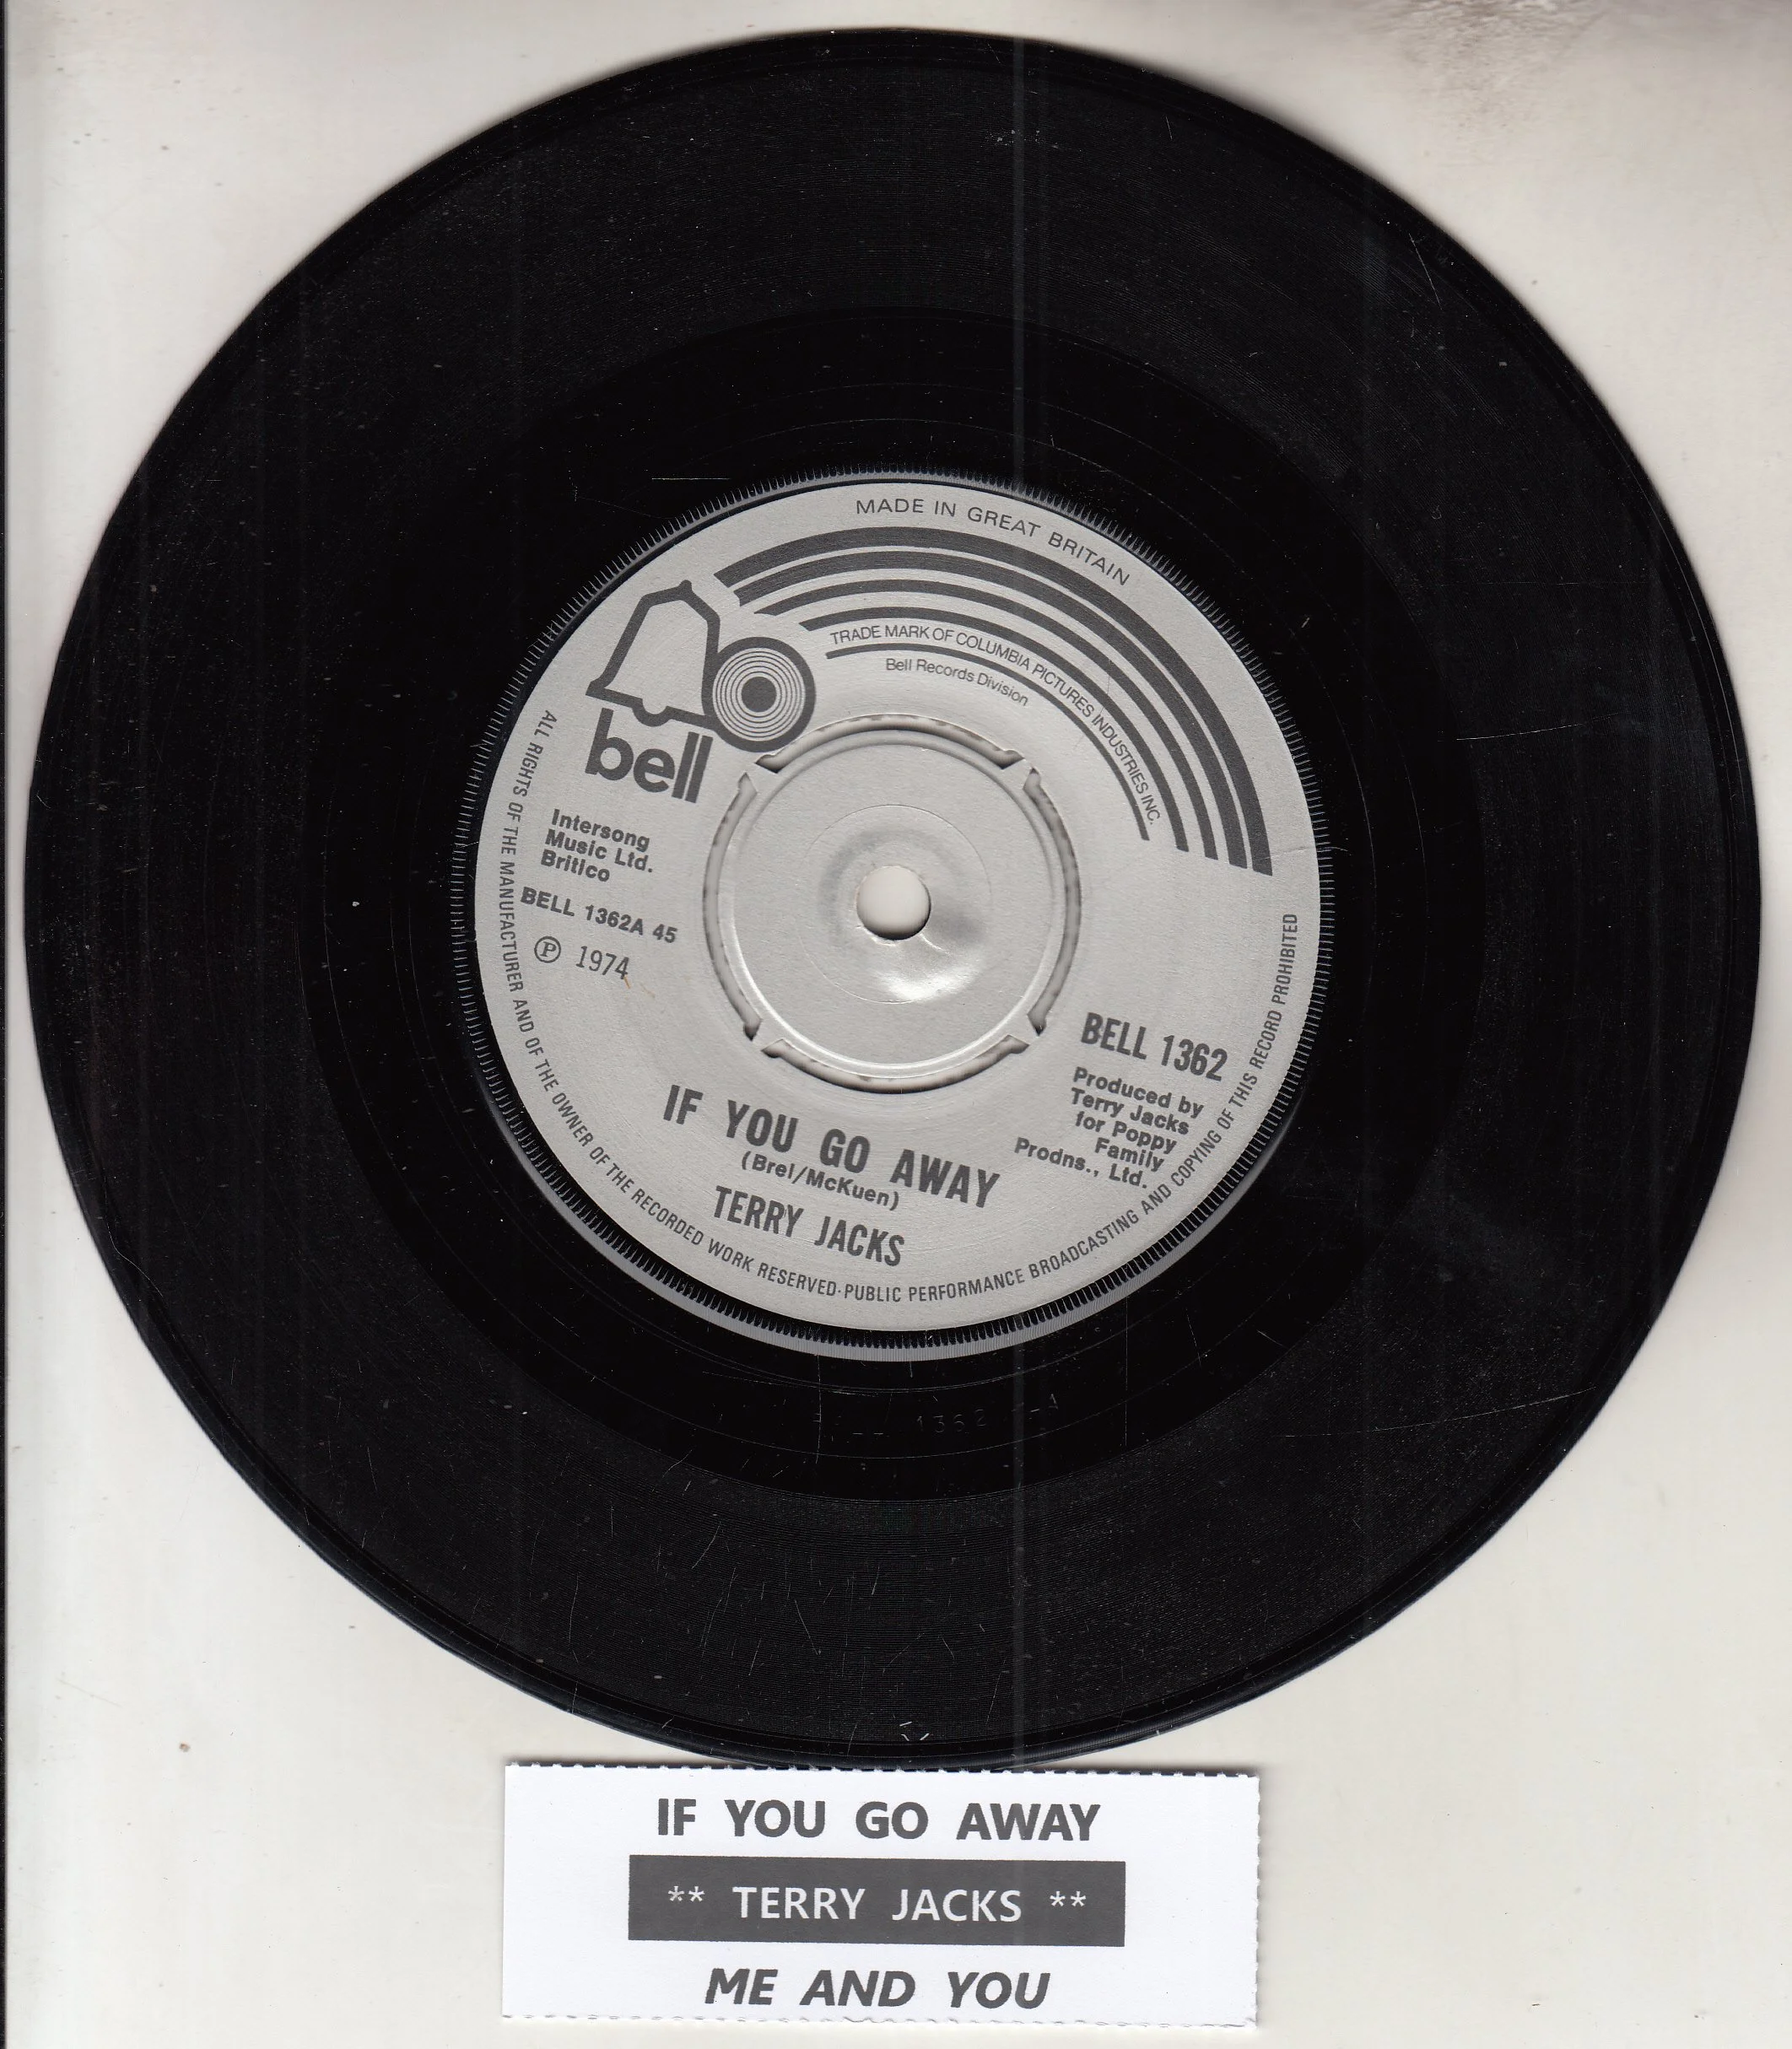 MADE IN GREAT BRITAIN
TRADE MARK OF COLUMBIA PICTURES INDUSTRIES INC.
Bell Records Division
bell
Intersong
Music Ltd.
Britico
BELL 1362A 45
Ⓟ 1974
BELL 1362
Produced by
Terry Jacks
for Poppy
Family
Prodns., Ltd.
IF YOU GO AWAY
(Brel/McKuen)
TERRY JACKS
ALL RIGHTS OF THE MANUFACTURER AND OF THE OWNER OF THE RECORDED WORK RESERVED·PUBLIC PERFORMANCE BROADCASTING AND COPYING OF THIS RECORD PROHIBITED
1362
IF YOU GO AWAY
** TERRY JACKS **
ME AND YOU